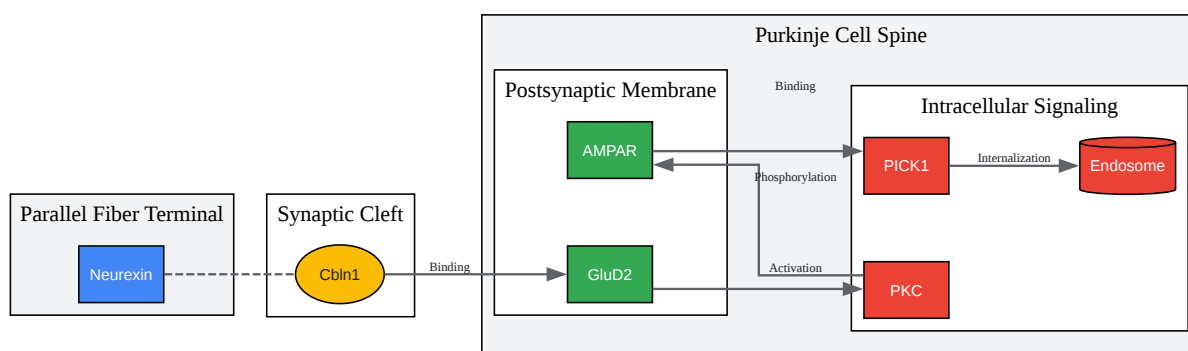 Purkinje Cell Spine
Postsynaptic Membrane
Binding
Intracellular Signaling
AMPAR
PICK1
Internalization
Endosome
Phosphorylation
Parallel Fiber Terminal
Synaptic Cleft
Neurexin
Cbln1
Binding
GluD2
Activation
PKC